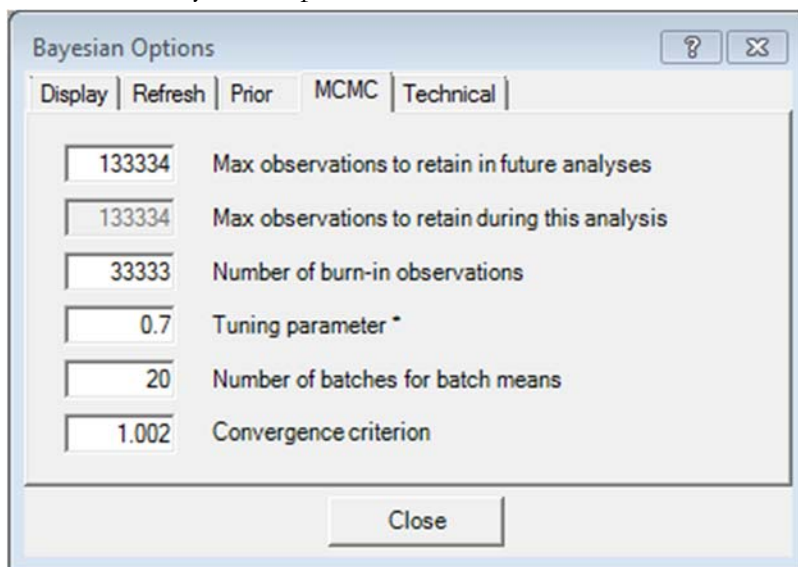 Bayesian Options
Display Refresh Prior MCMC Technical
133334 Max observations to retain in future analyses
133334 Max observations to retain during this analysis
33333 Number of burn-in observations
0.7 Tuning parameter *
20 Number of batches for batch means
1.002 Convergence criterion
Close